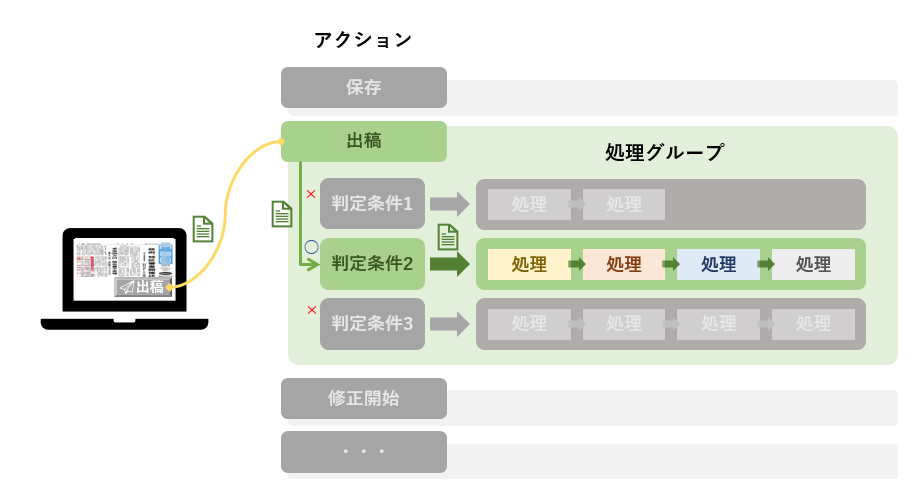 アクション
保存
出稿
処理グループ
× 判定条件1 処理 処理
○ 判定条件2 処理 処理 処理 処理
× 判定条件3 処理 処理 処理 処理
出稿
修正開始
・・・